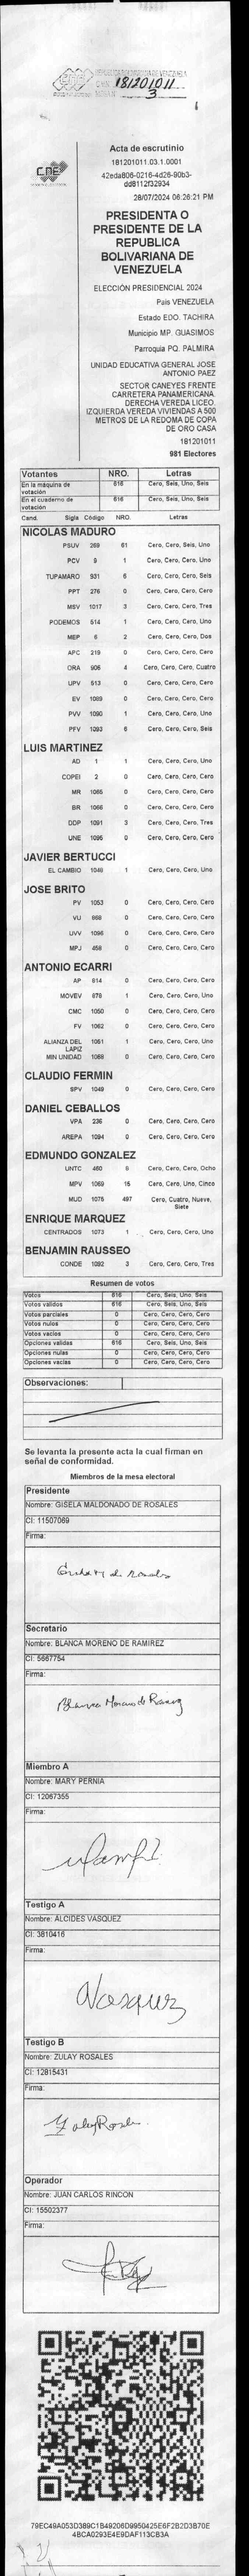 18/201011
3
CNE
Acta de escrutinio
181201011.03.1.0001
42eda806-0216-4d26-90b3-
dd8112f32934
28/07/2024 06:26:21 PM
PRESIDENTA O
PRESIDENTE DE LA
REPUBLICA
BOLIVARIANA DE
VENEZUELA
ELECCIÓN PRESIDENCIAL 2024
País VENEZUELA
Estado EDO. TACHIRA
Municipio MP. GUASIMOS
Parroquia PQ. PALMIRA
UNIDAD EDUCATIVA GENERAL JOSE
ANTONIO PAEZ
SECTOR CANEYES FRENTE
CARRETERA PANAMERICANA.
DERECHA VEREDA LICEO.
IZQUIERDA VEREDA VIVIENDAS A 500
METROS DE LA REDOMA DE COPA
DE ORO CASA
181201011
981 Electores
Votantes NRO. Letras
En la máquina de votación 616 Cero, Seis, Uno, Seis
En el cuaderno de votación 616 Cero, Seis, Uno, Seis
Cand. Sigla Código NRO. Letras
NICOLAS MADURO
PSUV 269 61 Cero, Cero, Seis, Uno
PCV 9 1 Cero, Cero, Cero, Uno
TUPAMARO 931 6 Cero, Cero, Cero, Seis
PPT 276 0 Cero, Cero, Cero, Cero
MSV 1017 3 Cero, Cero, Cero, Tres
PODEMOS 514 1 Cero, Cero, Cero, Uno
MEP 6 2 Cero, Cero, Cero, Dos
APC 219 0 Cero, Cero, Cero, Cero
ORA 906 4 Cero, Cero, Cero, Cuatro
UPV 513 0 Cero, Cero, Cero, Cero
EV 1089 0 Cero, Cero, Cero, Cero
PVV 1090 1 Cero, Cero, Cero, Uno
PFV 1093 6 Cero, Cero, Cero, Seis
LUIS MARTINEZ
AD 1 1 Cero, Cero, Cero, Uno
COPEI 2 0 Cero, Cero, Cero, Cero
MR 1065 0 Cero, Cero, Cero, Cero
BR 1066 0 Cero, Cero, Cero, Cero
DDP 1091 3 Cero, Cero, Cero, Tres
UNE 1095 0 Cero, Cero, Cero, Cero
JAVIER BERTUCCI
EL CAMBIO 1048 1 Cero, Cero, Cero, Uno
JOSE BRITO
PV 1053 0 Cero, Cero, Cero, Cero
VU 868 0 Cero, Cero, Cero, Cero
UVV 1096 0 Cero, Cero, Cero, Cero
MPJ 458 0 Cero, Cero, Cero, Cero
ANTONIO ECARRI
AP 814 0 Cero, Cero, Cero, Cero
MOVEV 878 1 Cero, Cero, Cero, Uno
CMC 1050 0 Cero, Cero, Cero, Cero
FV 1062 0 Cero, Cero, Cero, Cero
ALIANZA DEL LAPIZ 1051 1 Cero, Cero, Cero, Uno
MIN UNIDAD 1088 0 Cero, Cero, Cero, Cero
CLAUDIO FERMIN
SPV 1049 0 Cero, Cero, Cero, Cero
DANIEL CEBALLOS
VPA 236 0 Cero, Cero, Cero, Cero
AREPA 1094 0 Cero, Cero, Cero, Cero
EDMUNDO GONZALEZ
UNTC 460 8 Cero, Cero, Cero, Ocho
MPV 1069 15 Cero, Cero, Uno, Cinco
MUD 1075 497 Cero, Cuatro, Nueve, Siete
ENRIQUE MARQUEZ
CENTRADOS 1073 1 Cero, Cero, Cero, Uno
BENJAMIN RAUSSEO
CONDE 1092 3 Cero, Cero, Cero, Tres
Resumen de votos
Votos 616 Cero, Seis, Uno, Seis
Votos validos 616 Cero, Seis, Uno, Seis
Votos parciales 0 Cero, Cero, Cero, Cero
Votos nulos 0 Cero, Cero, Cero, Cero
Votos vacíos 0 Cero, Cero, Cero, Cero
Opciones validas 616 Cero, Seis, Uno, Seis
Opciones nulas 0 Cero, Cero, Cero, Cero
Opciones vacías 0 Cero, Cero, Cero, Cero
Observaciones:
Se levanta la presente acta la cual firman en
señal de conformidad.
Miembros de la mesa electoral
Presidente
Nombre: GISELA MALDONADO DE ROSALES
CI: 11507069
Firma:
Secretario
Nombre: BLANCA MORENO DE RAMIREZ
CI: 5667754
Firma:
Blanca Moreno de Ramirez
Miembro A
Nombre: MARY PERNIA
CI: 12067355
Firma:
Testigo A
Nombre: ALCIDES VASQUEZ
CI: 3810416
Firma:
Testigo B
Nombre: ZULAY ROSALES
CI: 12815431
Firma:
Operador
Nombre: JUAN CARLOS RINCON
CI: 15502377
Firma:
79EC49A053D389C1B49206D9950425E6F2B2D3B70E
4BCA0293E4E9DAF113CB3A